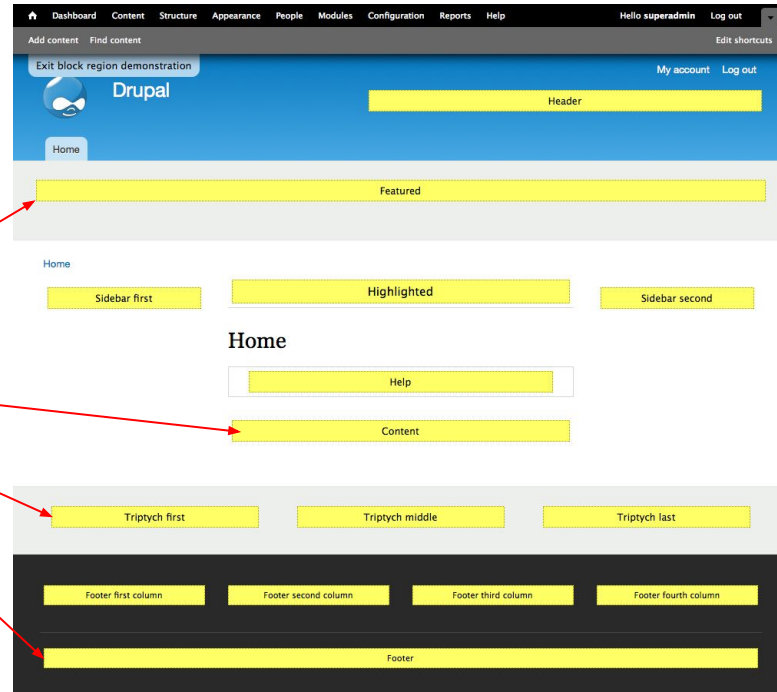 Dashboard Content Structure Appearance People Modules Configuration Reports Help Hello superadmin Log out
Add content Find content Edit shortcuts
Exit block region demonstration
My account Log out
Drupal
Header
Home
Featured
Home
Sidebar first Highlighted Sidebar second
Home
Help
Content
Triptych first Triptych middle Triptych last
Footer first column Footer second column Footer third column Footer fourth column
Footer